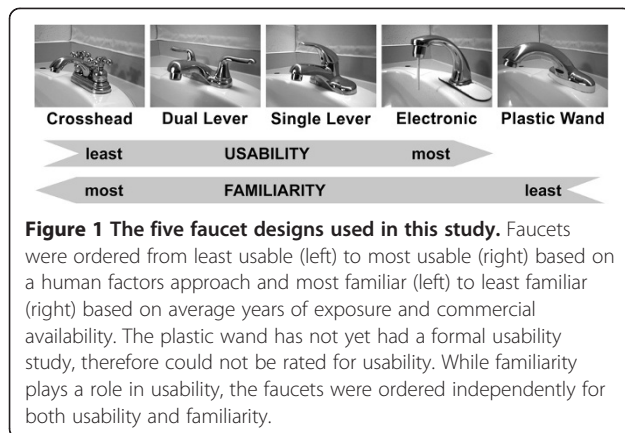 Crosshead Dual Lever Single Lever Electronic Plastic Wand
least USABILITY most
most FAMILIARITY least
Figure 1 The five faucet designs used in this study. Faucets
were ordered from least usable (left) to most usable (right) based on
a human factors approach and most familiar (left) to least familiar
(right) based on average years of exposure and commercial
availability. The plastic wand has not yet had a formal usability
study, therefore could not be rated for usability. While familiarity
plays a role in usability, the faucets were ordered independently for
both usability and familiarity.